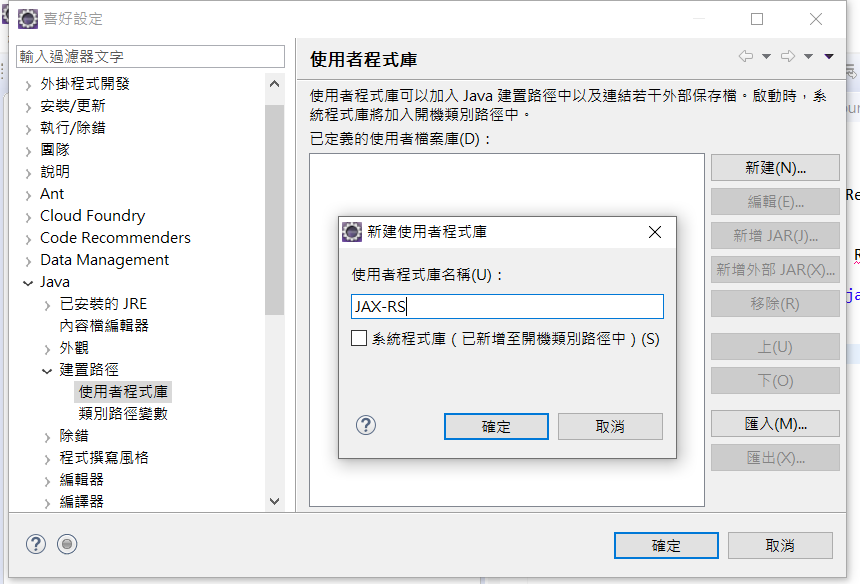 喜好設定
輸入過濾器文字
外掛程式開發
安裝/更新
執行/除錯
團隊
說明
Ant
Cloud Foundry
Code Recommenders
Data Management
Java
已安裝的 JRE
內容檔編輯器
外觀
建置路徑
使用者程式庫
類別路徑變數
除錯
程式撰寫風格
編輯器
編譯器
使用者程式庫
使用者程式庫可以加入 Java 建置路徑中以及連結若干外部保存檔。啟動時，系
統程式庫將加入開機類別路徑中。
已定義的使用者檔案庫(D)：
新建(N)...
編輯(E)...
新增 JAR(J)...
新增外部 JAR(X)...
移除(R)
上(U)
下(O)
匯入(M)...
匯出(X)...
新建使用者程式庫
使用者程式庫名稱(U)：
JAX-RS
系統程式庫（已新增至開機類別路徑中）(S)
確定
取消
確定
取消